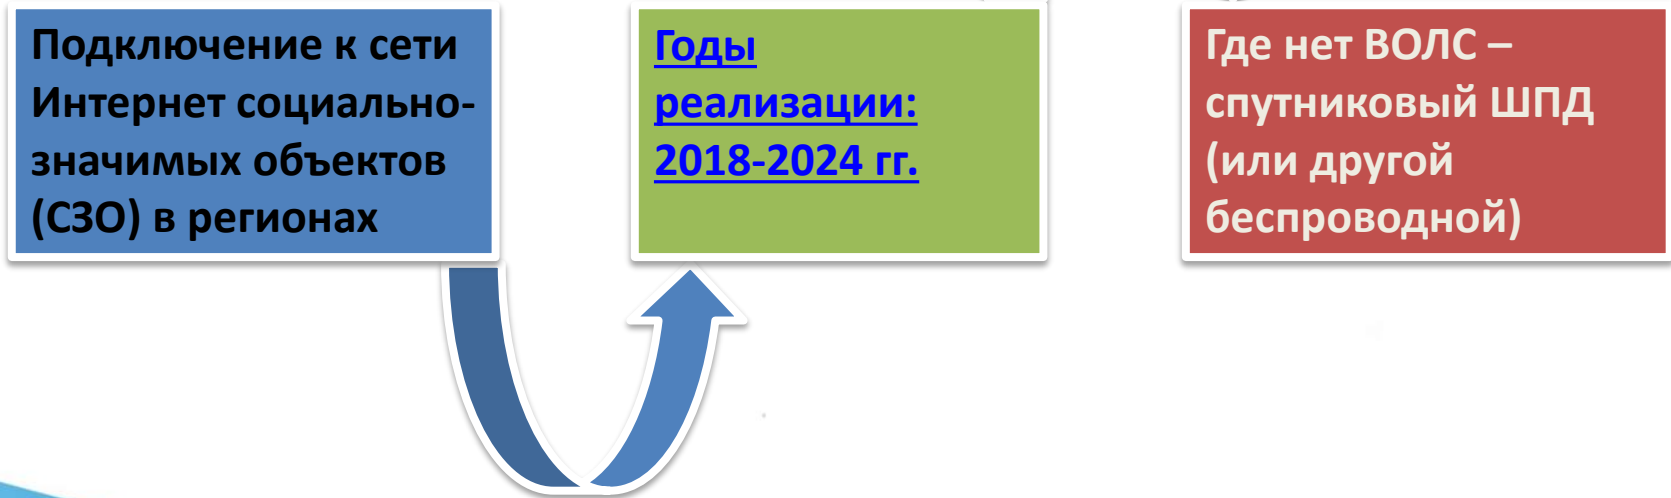 Подключение к сети
Интернет социально-
значимых объектов
(СЗО) в регионах
Годы
реализации:
2018-2024 гг.
Где нет ВОЛС –
спутниковый ШПД
(или другой
беспроводной)